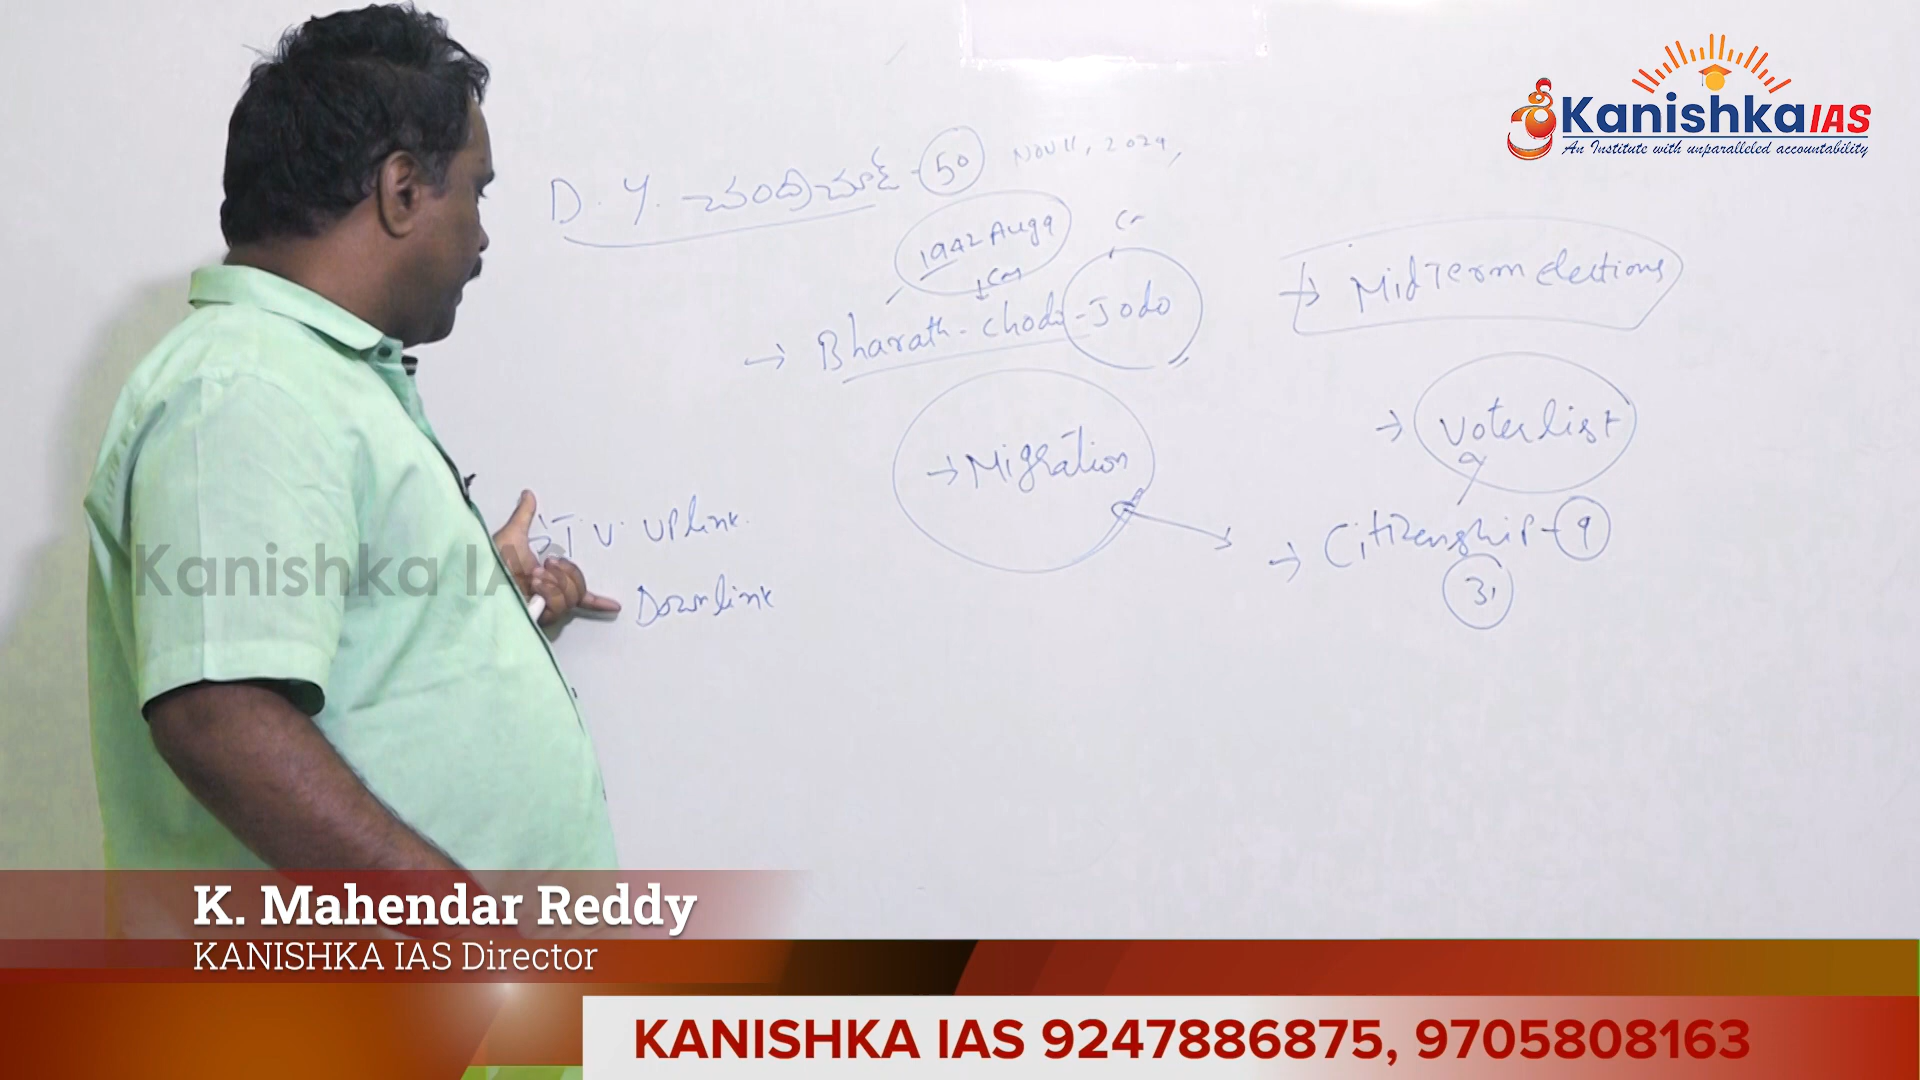 Kanishka IAS
An Institute with unparalleled accountability
D. Y. చంద్రచూడ్ - 50 NOV 11, 2024,
1942 Aug 9
→ Bharath - chodo - Jodo
→ Midterm elections
→ Migration
→ Voter list
→ T.V. UPlink.
Downlink
→ Citizenship - 9
31
Kanishka IAS
K. Mahendar Reddy
KANISHKA IAS Director
KANISHKA IAS 9247886875, 9705808163